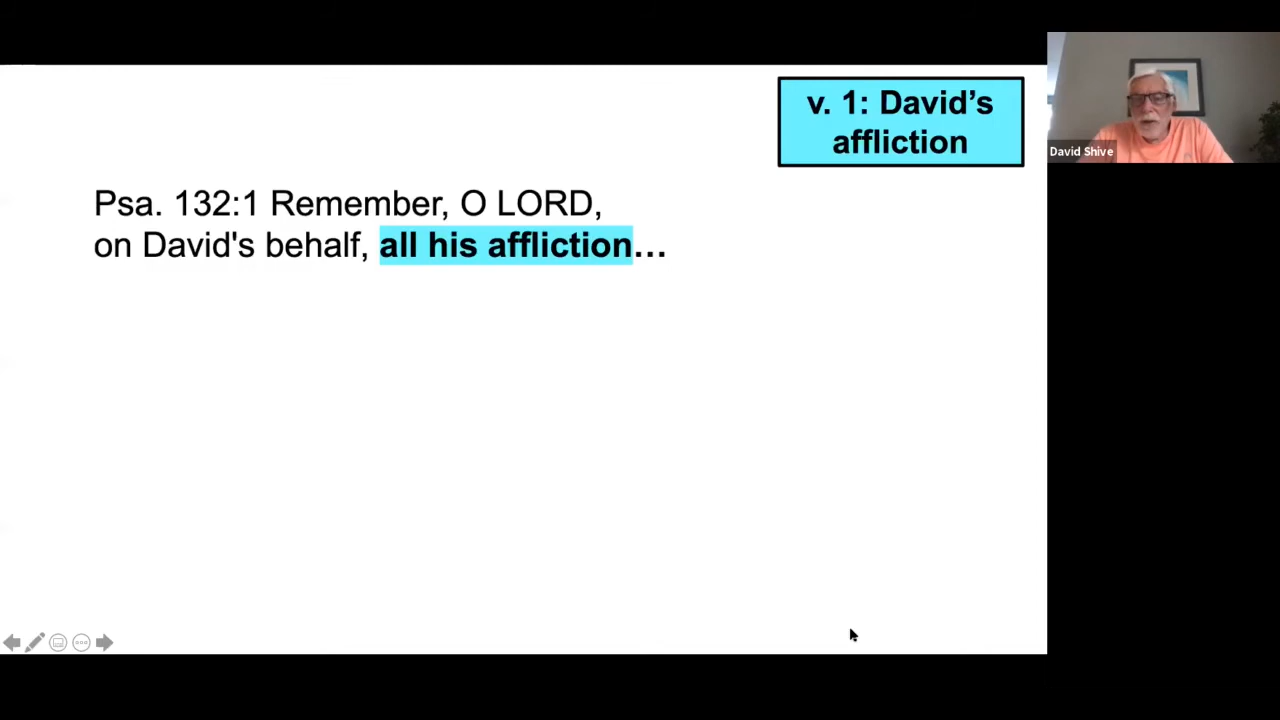 v. 1: David’s
affliction
David Shive
Psa. 132:1 Remember, O LORD,
on David's behalf, all his affliction…